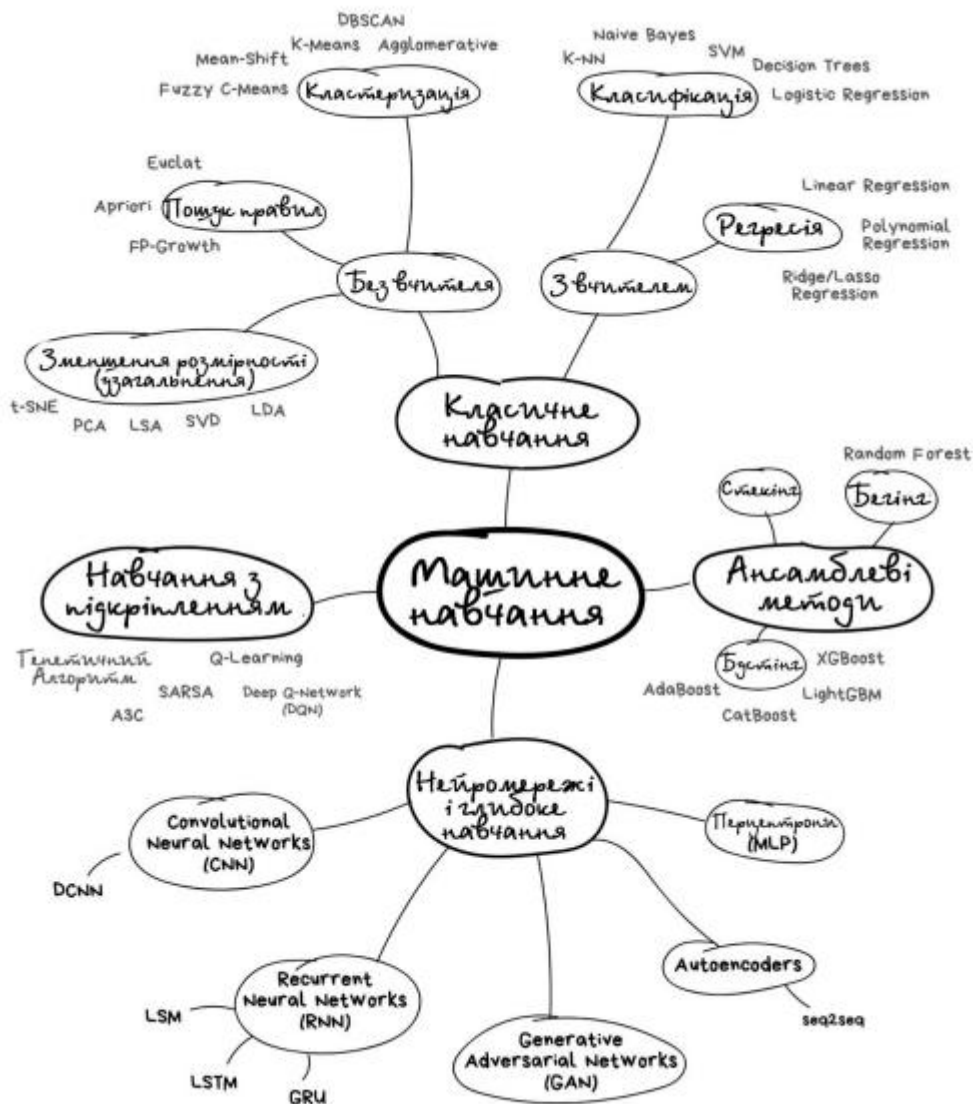 DBSCAN
K-Means
Agglomerative
Mean-Shift
Fuzzy C-Means
Кластеризація
Naive Bayes
K-NN
SVM
Decision Trees
Logistic Regression
Класифікація
Euclat
Apriori
Пошук правил
FP-Growth
Linear Regression
Регресія
Polynomial
Regression
Ridge/Lasso
Regression
Без вчителя
З вчителем
Зменшення розмірності
(узагальнення)
t-SNE
PCA
LSA
SVD
LDA
Класичне
навчання
Random Forest
Стекінг
Бегінг
Навчання з
підкріпленням
Машинне
навчання
Ансамблеві
методи
Генетичний
Алгоритм
Q-Learning
SARSA
Deep Q-Network
(DQN)
A3C
Бустінг
XGBoost
AdaBoost
LightGBM
CatBoost
Нейромережі
і глибоке
навчання
Convolutional
Neural Networks
(CNN)
DCNN
Перцептрони
(MLP)
Autoencoders
seq2seq
Recurrent
Neural Networks
(RNN)
LSM
LSTM
GRU
Generative
Adversarial Networks
(GAN)